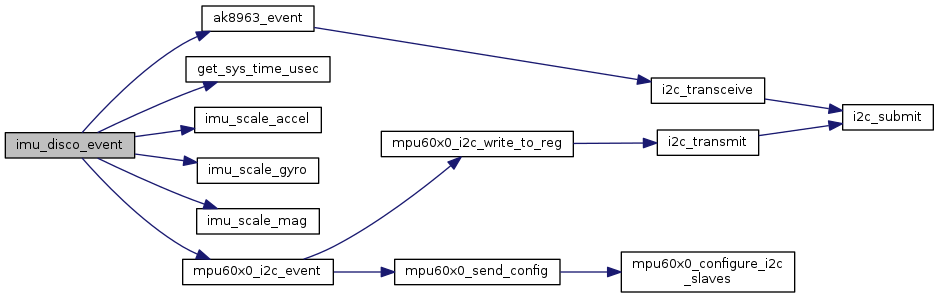 ak8963_event
get_sys_time_usec
i2c_transceive
imu_scale_accel
i2c_submit
imu_disco_event
mpu60x0_i2c_write_to_reg
i2c_transmit
imu_scale_gyro
imu_scale_mag
mpu60x0_i2c_event
mpu60x0_send_config
mpu60x0_configure_i2c
_slaves